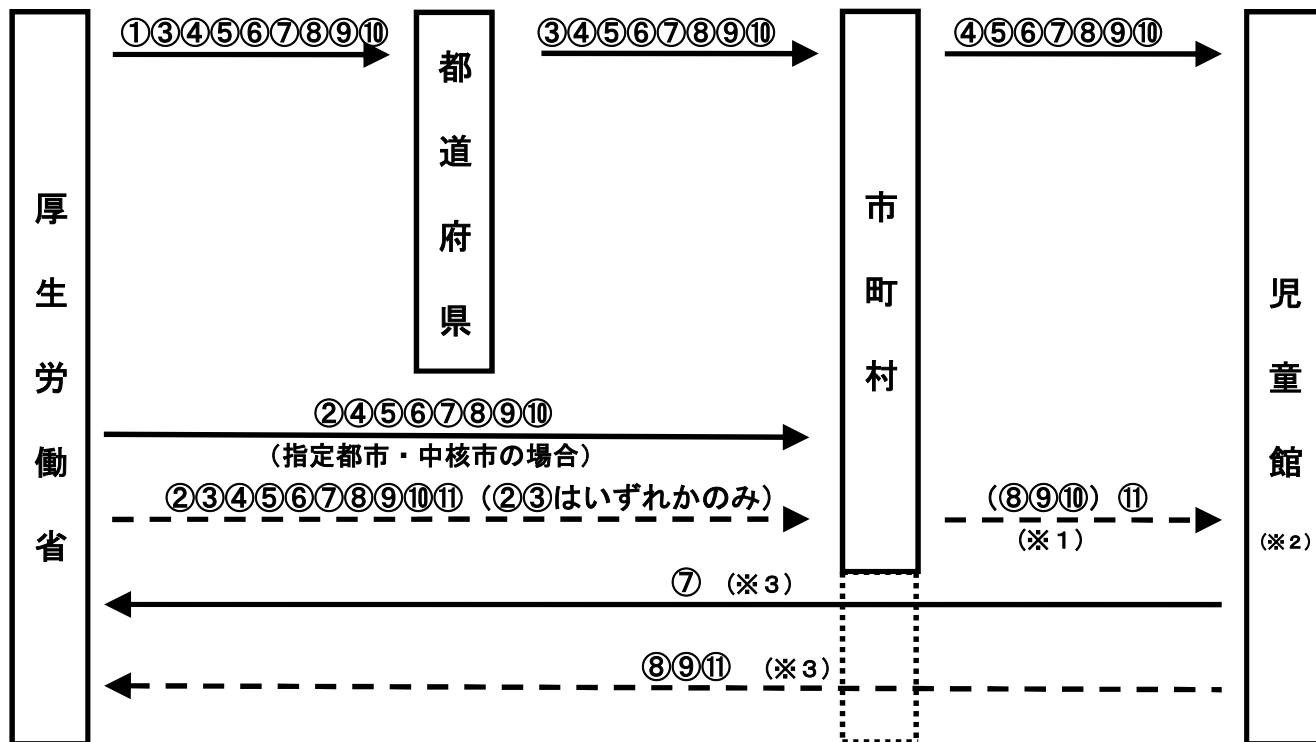 ①③④⑤⑥⑦⑧⑨⑩
③④⑤⑥⑦⑧⑨⑩
④⑤⑥⑦⑧⑨⑩
厚生労働省
都道府県
市町村
児童館
(※2)
②④⑤⑥⑦⑧⑨⑩
(指定都市・中核市の場合)
②③④⑤⑥⑦⑧⑨⑩⑪(②③はいずれかのみ)
(⑧⑨⑩)⑪
(※1)
⑦ (※3)
⑧⑨⑪ (※3)